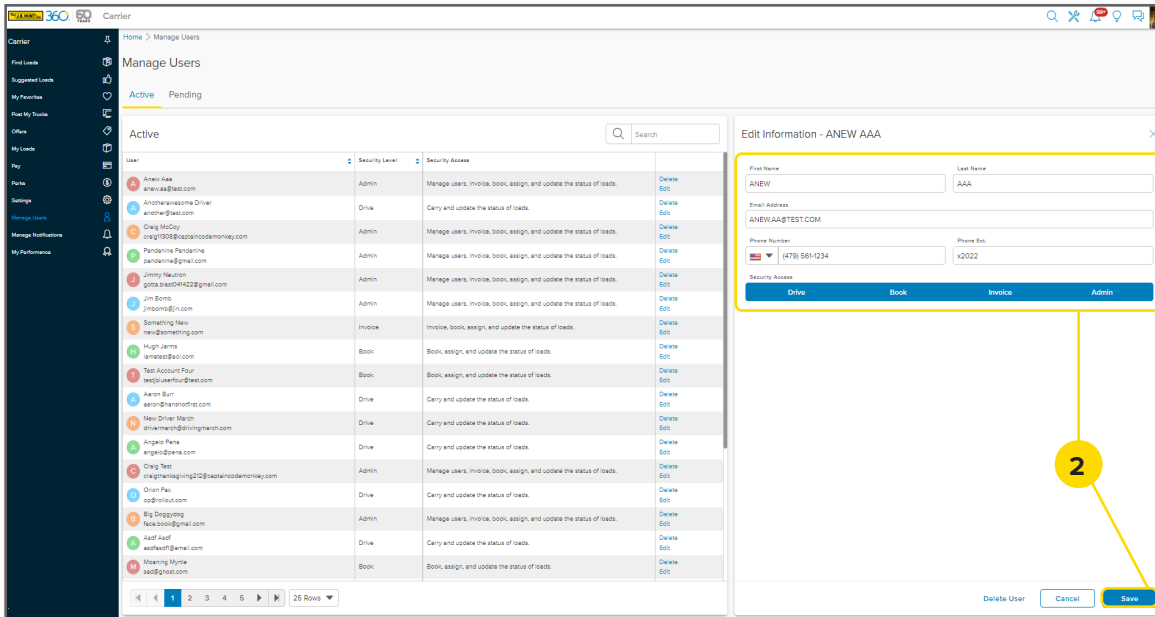 J.B. HUNT 360 60 YEARS Carrier
99+
Carrier
Find Loads
Suggested Loads
My Favorites
Post My Trucks
Offers
My Loads
Pay
Perks
Settings
Manage Users
Manage Notifications
My Performance
Home > Manage Users
Manage Users
Active Pending
Active
Search
User Security Level Security Access
A Anew Aaa
anew.aa@test.com
Admin Manage users, invoice, book, assign, and update the status of loads. Delete
Edit
A Anotherawesome Driver
another@test.com
Drive Carry and update the status of loads. Delete
Edit
C Craig McCoy
craig11308@captaincodemonkey.com
Admin Manage users, invoice, book, assign, and update the status of loads. Delete
Edit
P Pandanine Pandanine
pandanine@gmail.com
Admin Manage users, invoice, book, assign, and update the status of loads. Delete
Edit
J Jimmy Neutron
gotta.blast041422@gmail.com
Admin Manage users, invoice, book, assign, and update the status of loads. Delete
Edit
J Jim Bomb
jimbomb@jin.com
Admin Manage users, invoice, book, assign, and update the status of loads. Delete
Edit
S Something New
new@something.com
Invoice Invoice, book, assign, and update the status of loads. Delete
Edit
H Hugh Jarms
iamatest@aol.com
Book Book, assign, and update the status of loads. Delete
Edit
T Test Account Four
testjbluserfour@test.com
Book Book, assign, and update the status of loads. Delete
Edit
A Aaron Burr
aaron@hanshotfirst.com
Drive Carry and update the status of loads. Delete
Edit
N New Driver March
drivermarch@drivingmarch.com
Drive Carry and update the status of loads. Delete
Edit
A Angelo Pena
angelo@pena.com
Drive Carry and update the status of loads. Delete
Edit
C Craig Test
craigthanksgiving212@captaincodemonkey.com
Admin Manage users, invoice, book, assign, and update the status of loads. Delete
Edit
O Orion Pax
op@rollout.com
Drive Carry and update the status of loads. Delete
Edit
B Big Doggydog
face.book@gmail.com
Admin Manage users, invoice, book, assign, and update the status of loads. Delete
Edit
A Asdf Asdf
asdfasdf1@email.com
Drive Carry and update the status of loads. Delete
Edit
M Moaning Myrtle
sad@ghost.com
Book Book, assign, and update the status of loads. Delete
Edit
1 2 3 4 5 25 Rows
Edit Information - ANEW AAA
First Name Last Name
ANEW AAA
Email Address
ANEW.AA@TEST.COM
Phone Number Phone Ext.
(479) 561-1234 x2022
Security Access
Drive Book Invoice Admin
2
Delete User Cancel Save